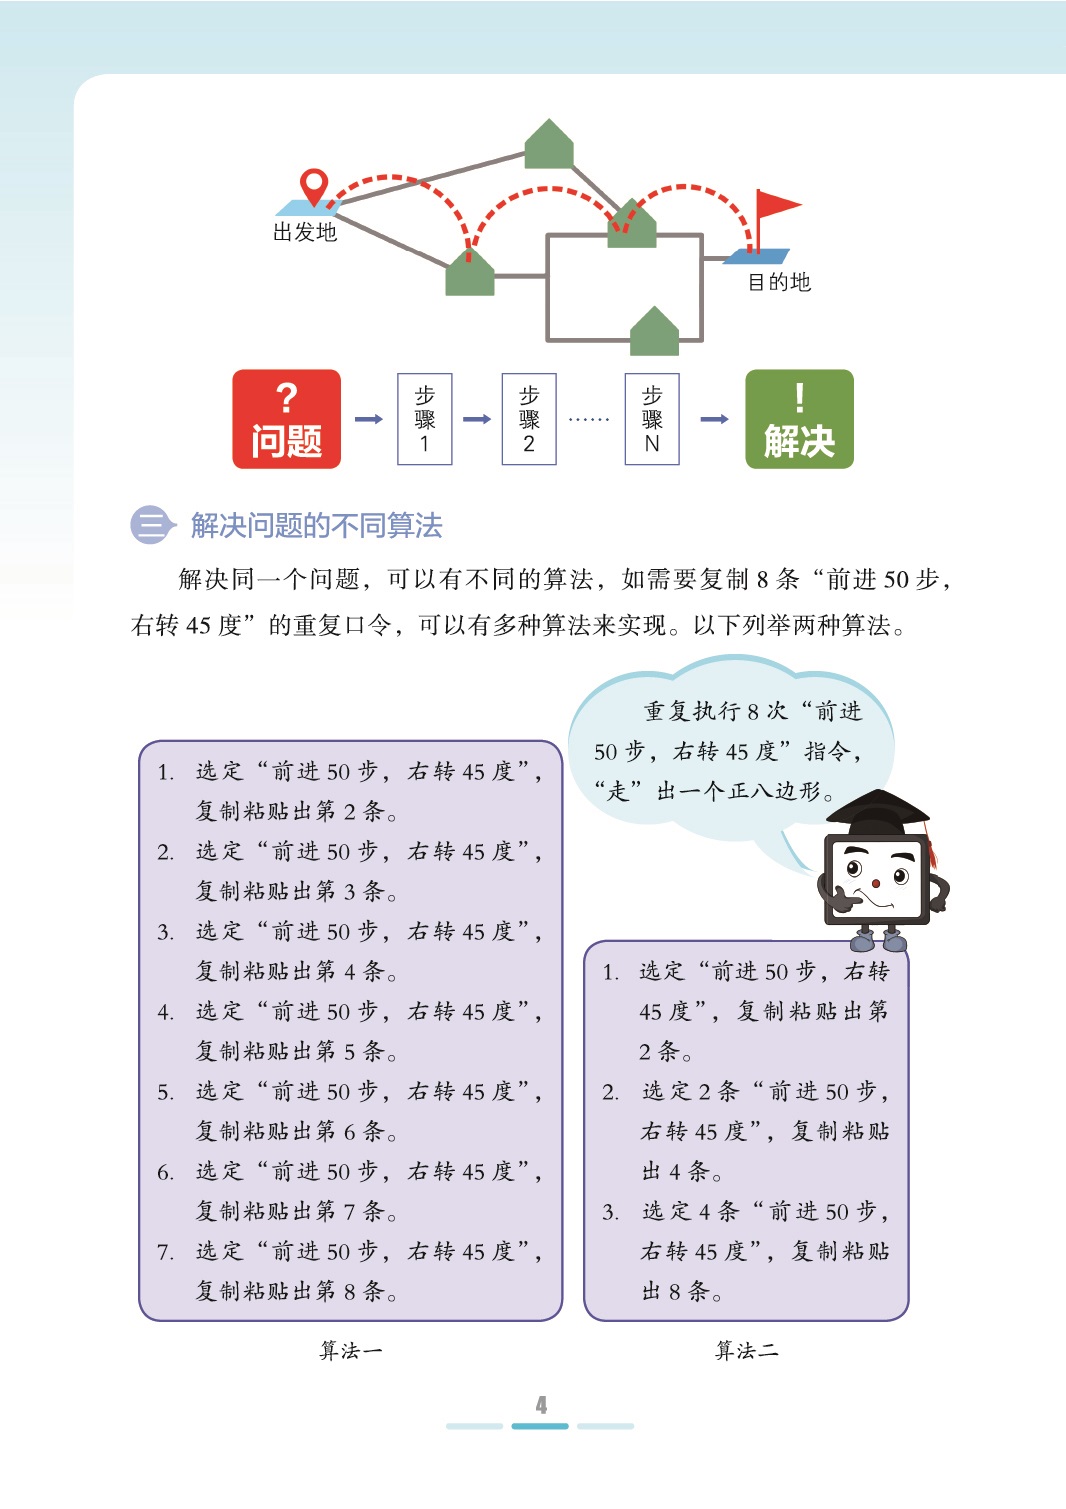 出发地
目的地
?
问题
步骤1
步骤2
……
步骤N
!
解决
三 解决问题的不同算法
解决同一个问题，可以有不同的算法，如需要复制 8 条“前进 50 步，
右转 45 度”的重复口令，可以有多种算法来实现。以下列举两种算法。
重复执行 8 次“前进
50 步，右转 45 度”指令，
“走”出一个正八边形。
1. 选定“前进 50 步，右转 45 度”，
复制粘贴出第 2 条。
2. 选定“前进 50 步，右转 45 度”，
复制粘贴出第 3 条。
3. 选定“前进 50 步，右转 45 度”，
复制粘贴出第 4 条。
4. 选定“前进 50 步，右转 45 度”，
复制粘贴出第 5 条。
5. 选定“前进 50 步，右转 45 度”，
复制粘贴出第 6 条。
6. 选定“前进 50 步，右转 45 度”，
复制粘贴出第 7 条。
7. 选定“前进 50 步，右转 45 度”，
复制粘贴出第 8 条。
算法一
1. 选定“前进 50 步，右转
45 度”，复制粘贴出第
2 条。
2. 选定 2 条“前进 50 步，
右转 45 度”，复制粘贴
出 4 条。
3. 选定 4 条“前进 50 步，
右转 45 度”，复制粘贴
出 8 条。
算法二
4